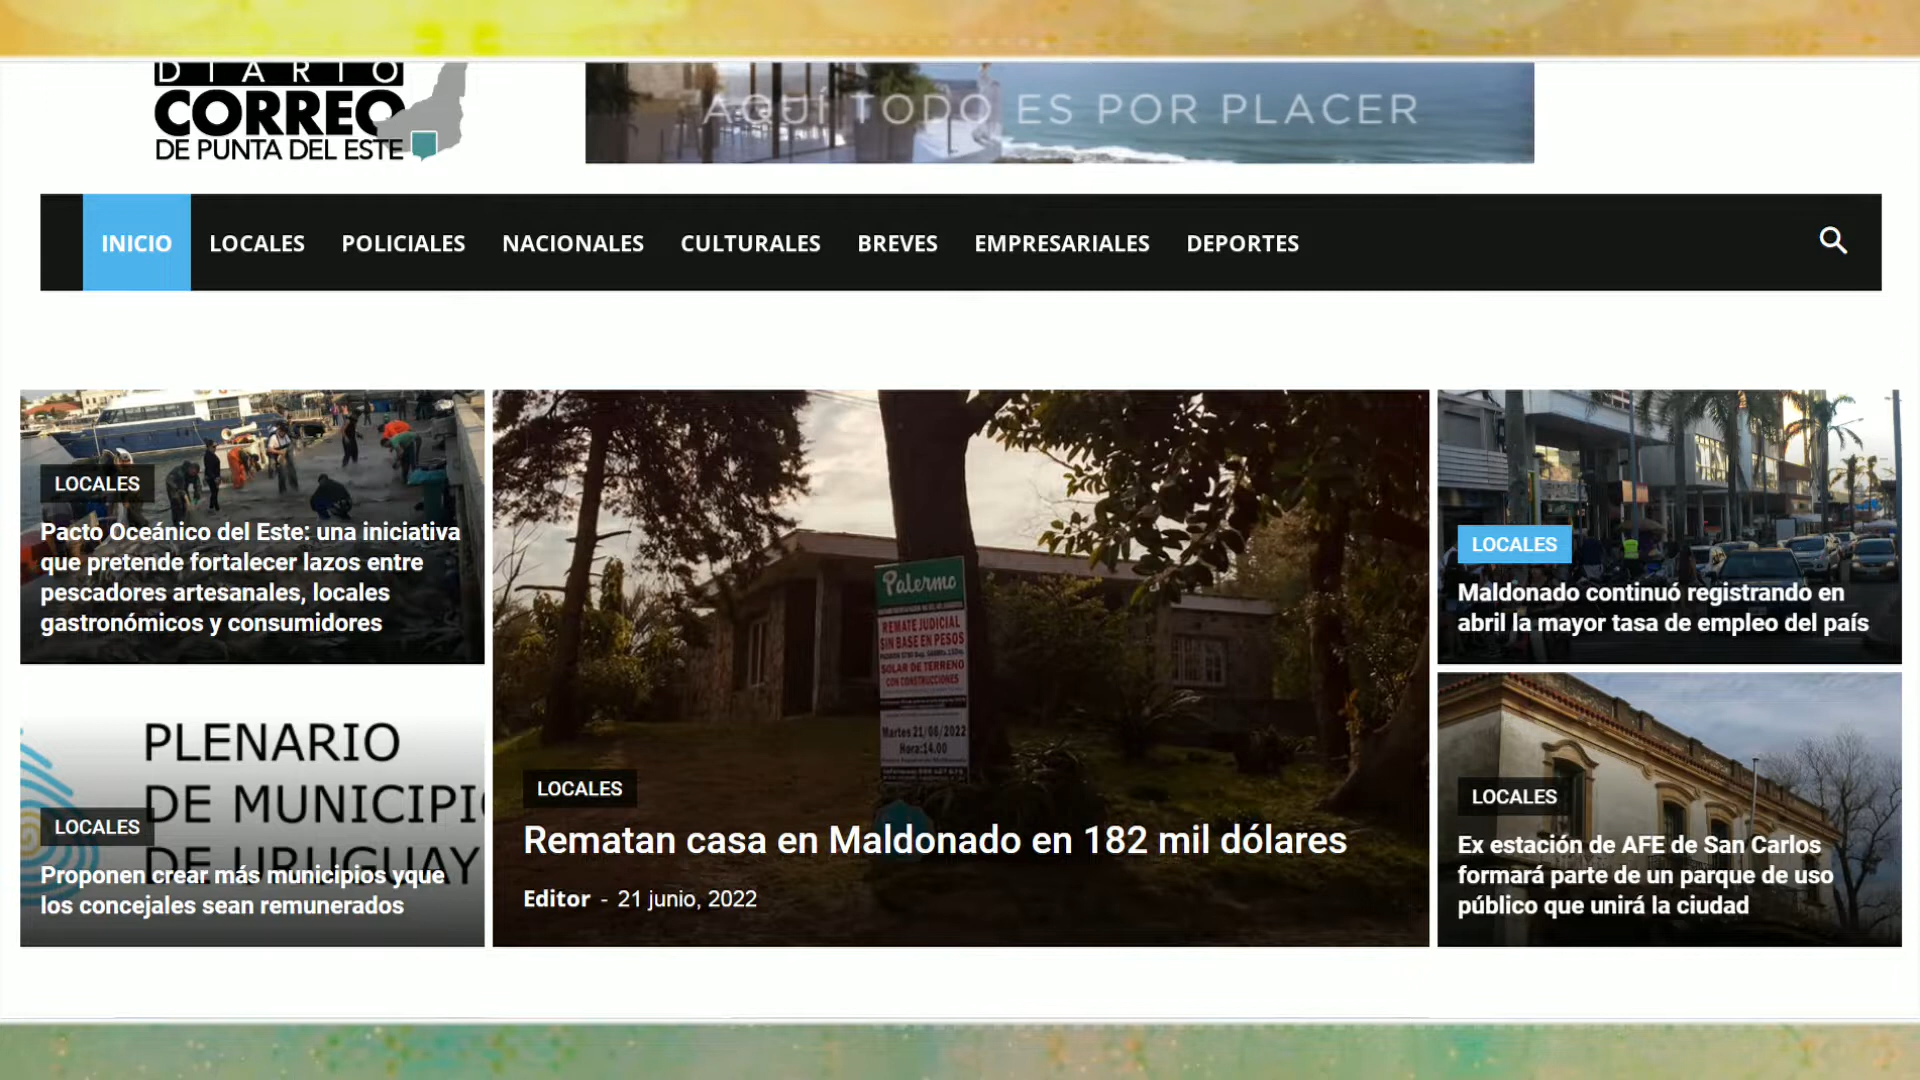 DIARIO
CORREO
DE PUNTA DEL ESTE
AQUÍ TODO ES POR PLACER
INICIO LOCALES POLICIALES NACIONALES CULTURALES BREVES EMPRESARIALES DEPORTES
LOCALES
Pacto Oceánico del Este: una iniciativa
que pretende fortalecer lazos entre
pescadores artesanales, locales
gastronómicos y consumidores
PLENARIO
DE MUNICIPI
DE URUGUAY
LOCALES
Proponen crear más municipios yque
los concejales sean remunerados
Palermo
REMATE JUDICIAL
SIN BASE EN PESOS
SOLAR DE TERRENO
CON CONSTRUCCIONES
Martes 21/06/2022
Hora:14.00
LOCALES
Rematan casa en Maldonado en 182 mil dólares
Editor - 21 junio, 2022
LOCALES
Maldonado continuó registrando en
abril la mayor tasa de empleo del país
LOCALES
Ex estación de AFE de San Carlos
formará parte de un parque de uso
público que unirá la ciudad